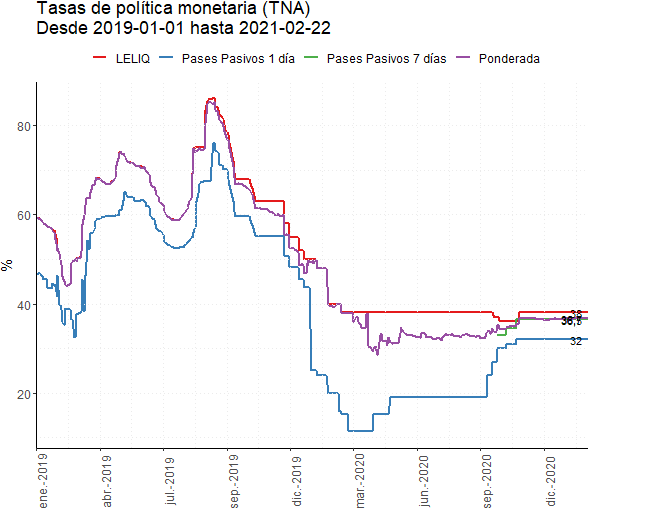 Tasas de política monetaria (TNA)
Desde 2019-01-01 hasta 2021-02-22
LELIQ Pases Pasivos 1 día Pases Pasivos 7 días Ponderada
%
80
60
40
20
38
32
ene.-2019 abr.-2019 jul.-2019 sep.-2019 dic.-2019 mar.-2020 jun.-2020 sep.-2020 dic.-2020